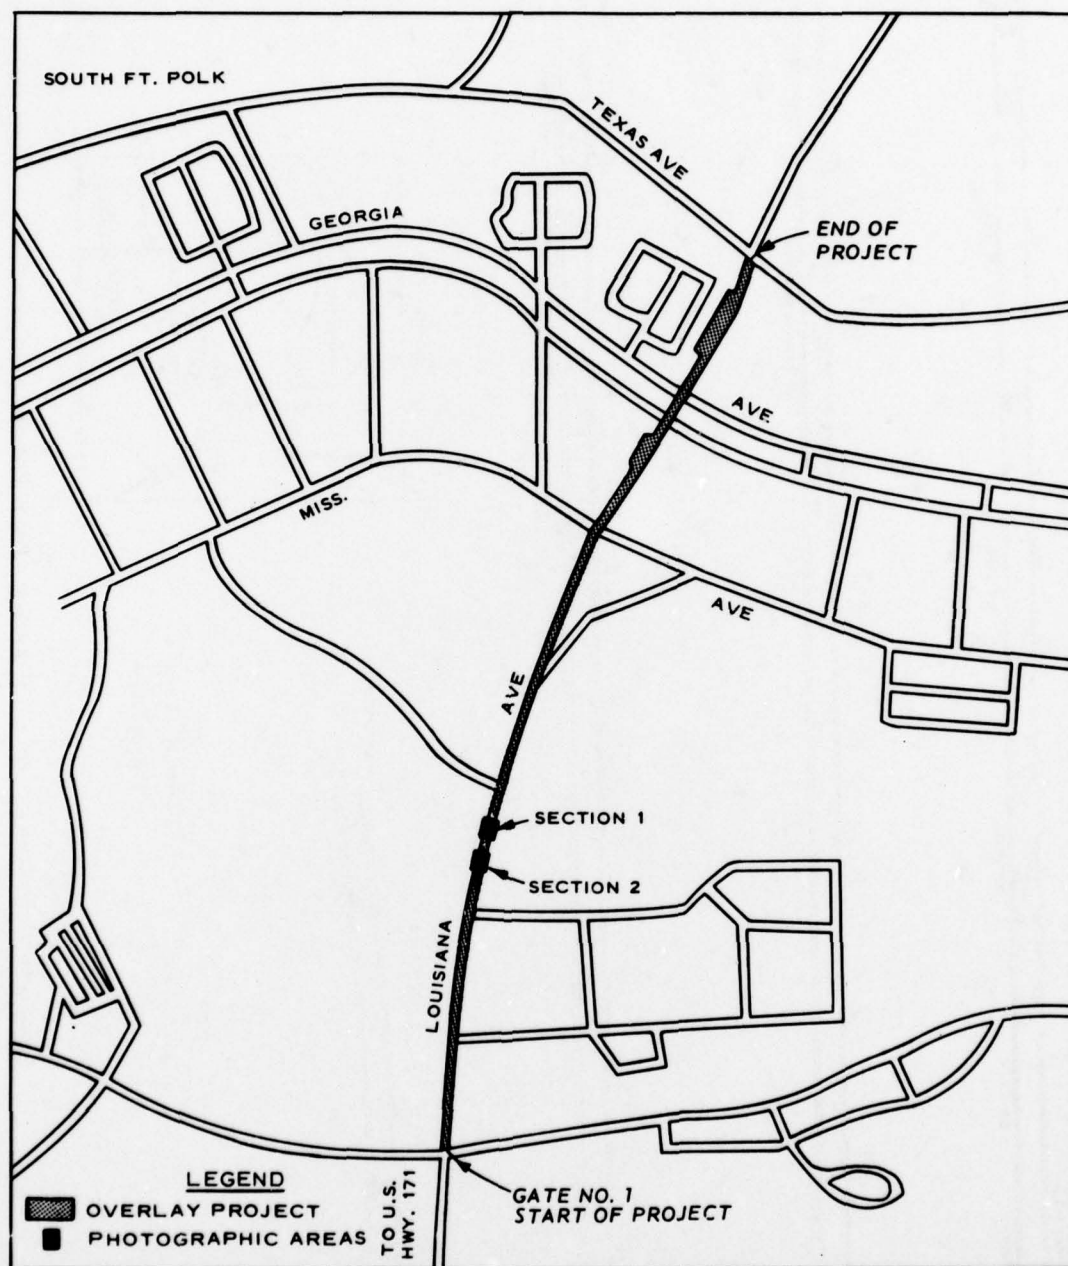 SOUTH FT. POLK
TEXAS AVE
GEORGIA
END OF
PROJECT
AVE.
MISS.
AVE
AVE
SECTION 1
SECTION 2
LOUISIANA
LEGEND
OVERLAY PROJECT
PHOTOGRAPHIC AREAS
TO U.S.
HWY. 171
GATE NO. 1
START OF PROJECT